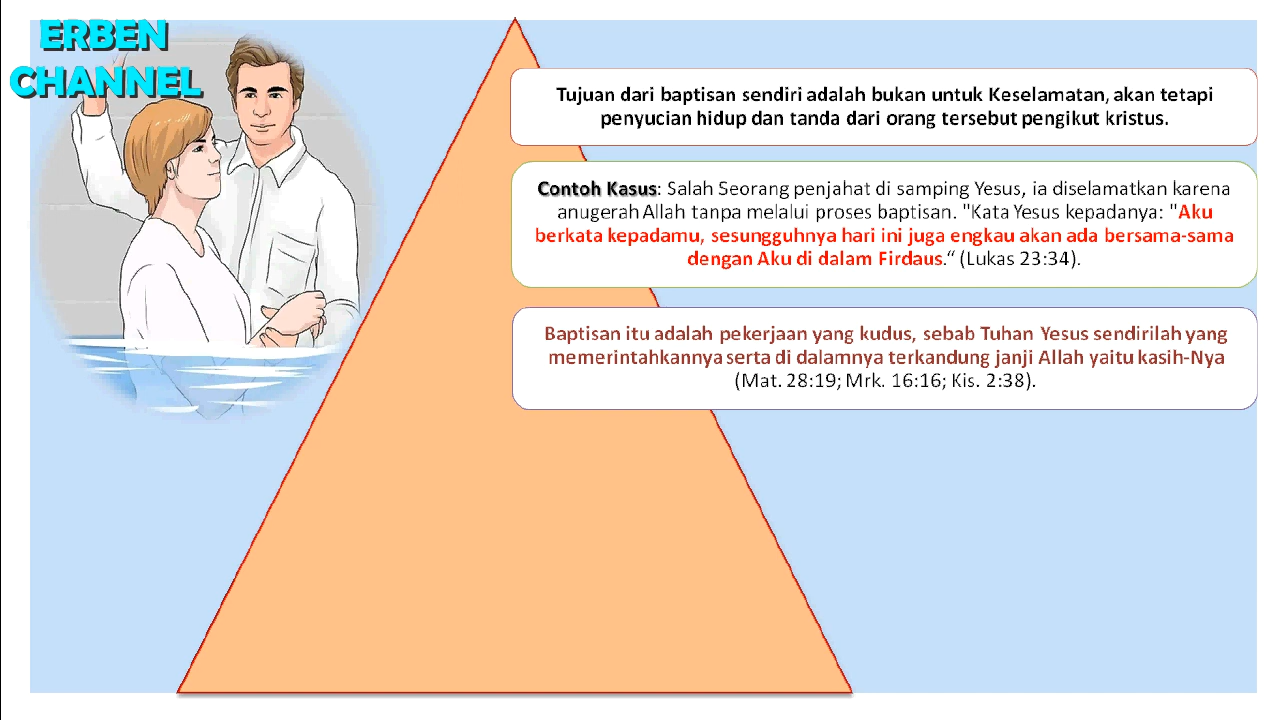 ERBEN
CHANNEL
Tujuan dari baptisan sendiri adalah bukan untuk Keselamatan, akan tetapi
penyucian hidup dan tanda dari orang tersebut pengikut kristus.
Contoh Kasus: Salah Seorang penjahat di samping Yesus, ia diselamatkan karena
anugerah Allah tanpa melalui proses baptisan. "Kata Yesus kepadanya: "Aku
berkata kepadamu, sesungguhnya hari ini juga engkau akan ada bersama-sama
dengan Aku di dalam Firdaus.“ (Lukas 23:34).
Baptisan itu adalah pekerjaan yang kudus, sebab Tuhan Yesus sendirilah yang
memerintahkannya serta di dalamnya terkandung janji Allah yaitu kasih-Nya
(Mat. 28:19; Mrk. 16:16; Kis. 2:38).